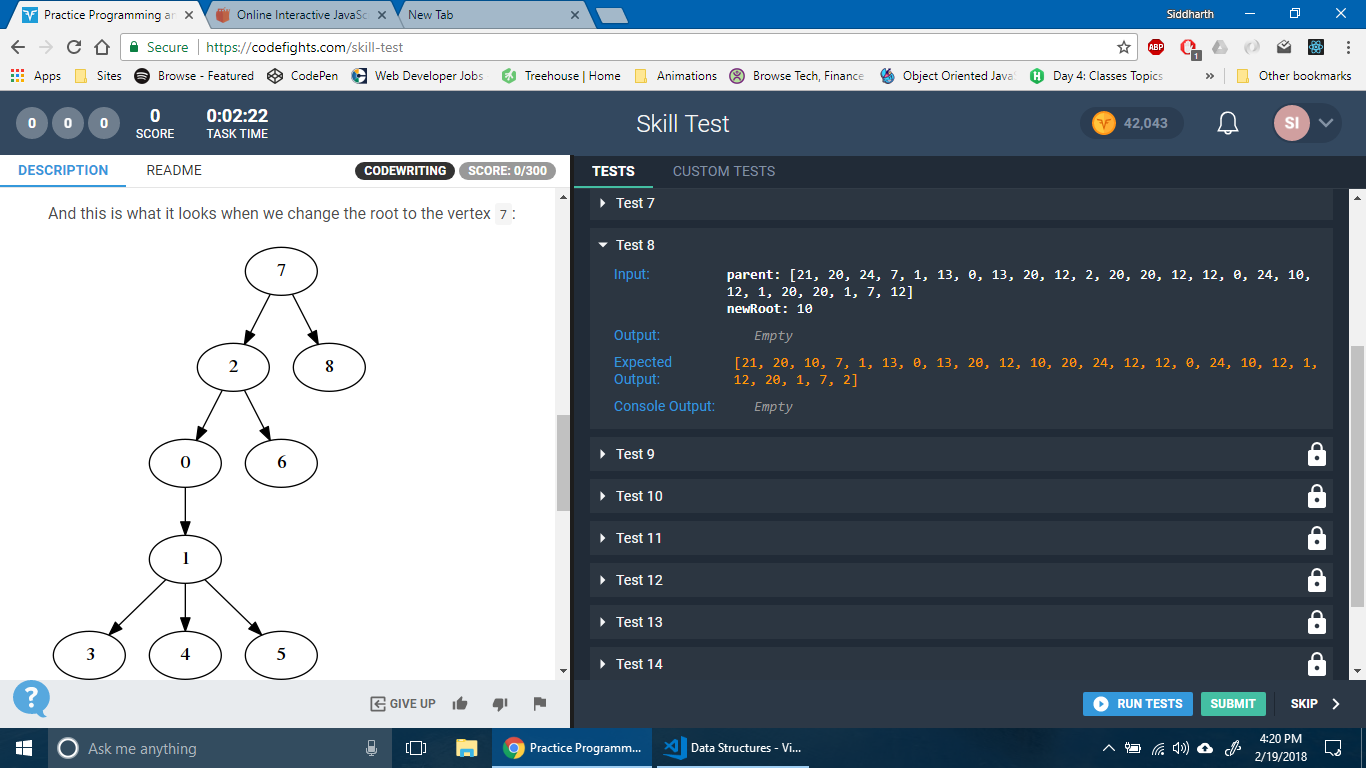 Practice Programming ar
Online Interactive JavaSc
New Tab
Siddharth
Secure
https://codefights.com/skill-test
ABP
1
Apps
Sites
Browse - Featured
CodePen
Web Developer Jobs
Treehouse | Home
Animations
Browse Tech, Finance
Object Oriented Java
Day 4: Classes Topics
»
Other bookmarks
0
0
0
0
SCORE
0:02:22
TASK TIME
Skill Test
42,043
SI
DESCRIPTION
README
CODEWRITING
SCORE: 0/300
And this is what it looks when we change the root to the vertex 7 :
7
2
8
0
6
1
3
4
5
?
GIVE UP
TESTS
CUSTOM TESTS
Test 7
Test 8
Input:
parent: [21, 20, 24, 7, 1, 13, 0, 13, 20, 12, 2, 20, 20, 12, 12, 0, 24, 10,
12, 1, 20, 20, 1, 7, 12]
newRoot: 10
Output:
Empty
Expected
Output:
[21, 20, 10, 7, 1, 13, 0, 13, 20, 12, 10, 20, 24, 12, 12, 0, 24, 10, 12, 1,
12, 20, 1, 7, 2]
Console Output:
Empty
Test 9
Test 10
Test 11
Test 12
Test 13
Test 14
RUN TESTS
SUBMIT
SKIP
Ask me anything
Practice Programm...
Data Structures - Vi...
4:20 PM
2/19/2018